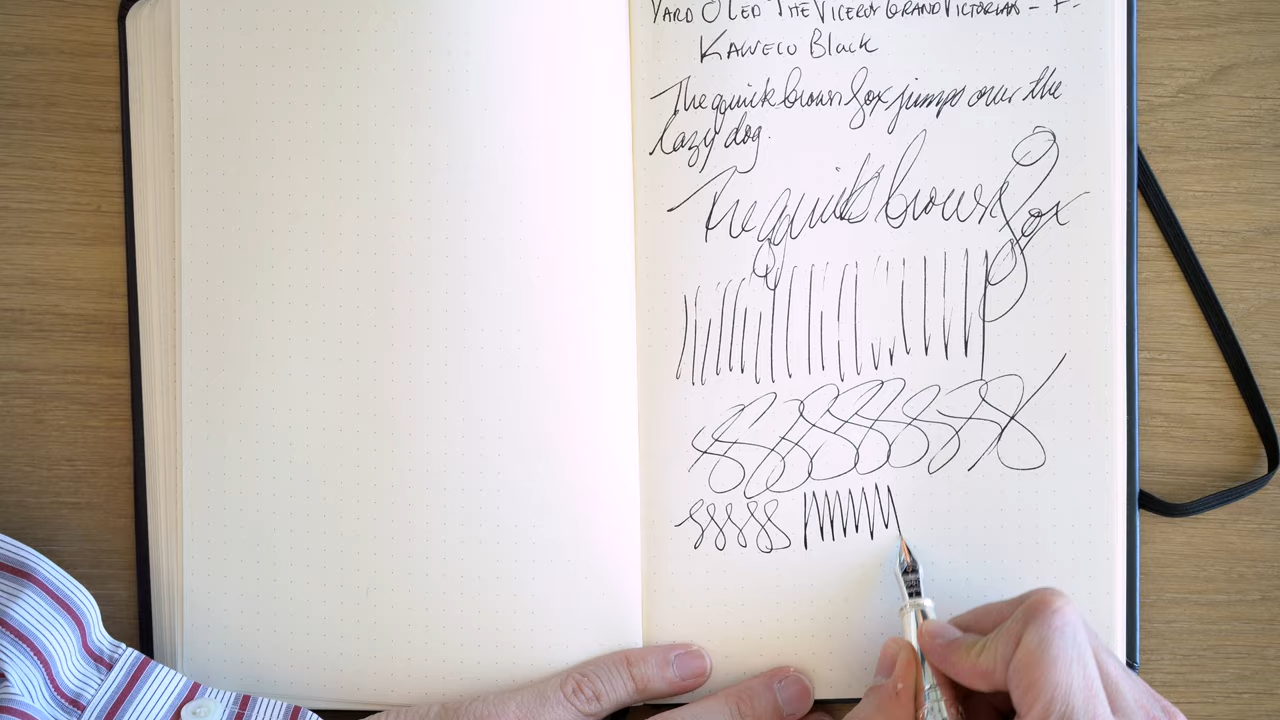 YARD O LED THE VICEROY GRAND VICTORIAN - F-
KAWECO Black
The quick brown fox jumps over the
lazy dog.
The quick brown fox